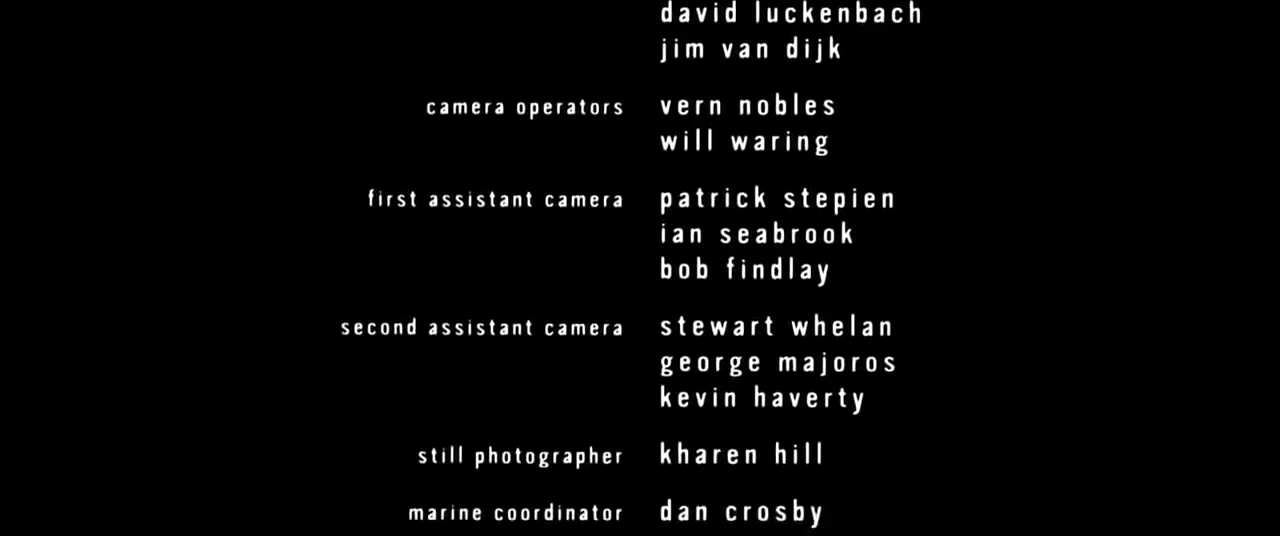 david luckenbach
jim van dijk
camera operators vern nobles
will waring
first assistant camera patrick stepien
ian seabrook
bob findlay
second assistant camera stewart whelan
george majoros
kevin haverty
still photographer kharen hill
marine coordinator dan crosby